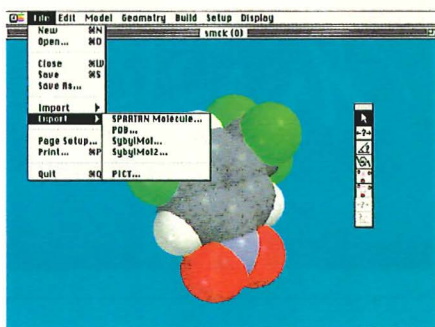 File Edit Model Geometry Build Setup Display
smck (0)
New ⌘N
Open... ⌘O
Close ⌘W
Save ⌘S
Save As...
Import
Export
SPARTAN Molecule...
PDB...
SybylMol...
SybylMol2...
PICT...
Page Setup...
Print... ⌘P
Quit ⌘Q
-?-